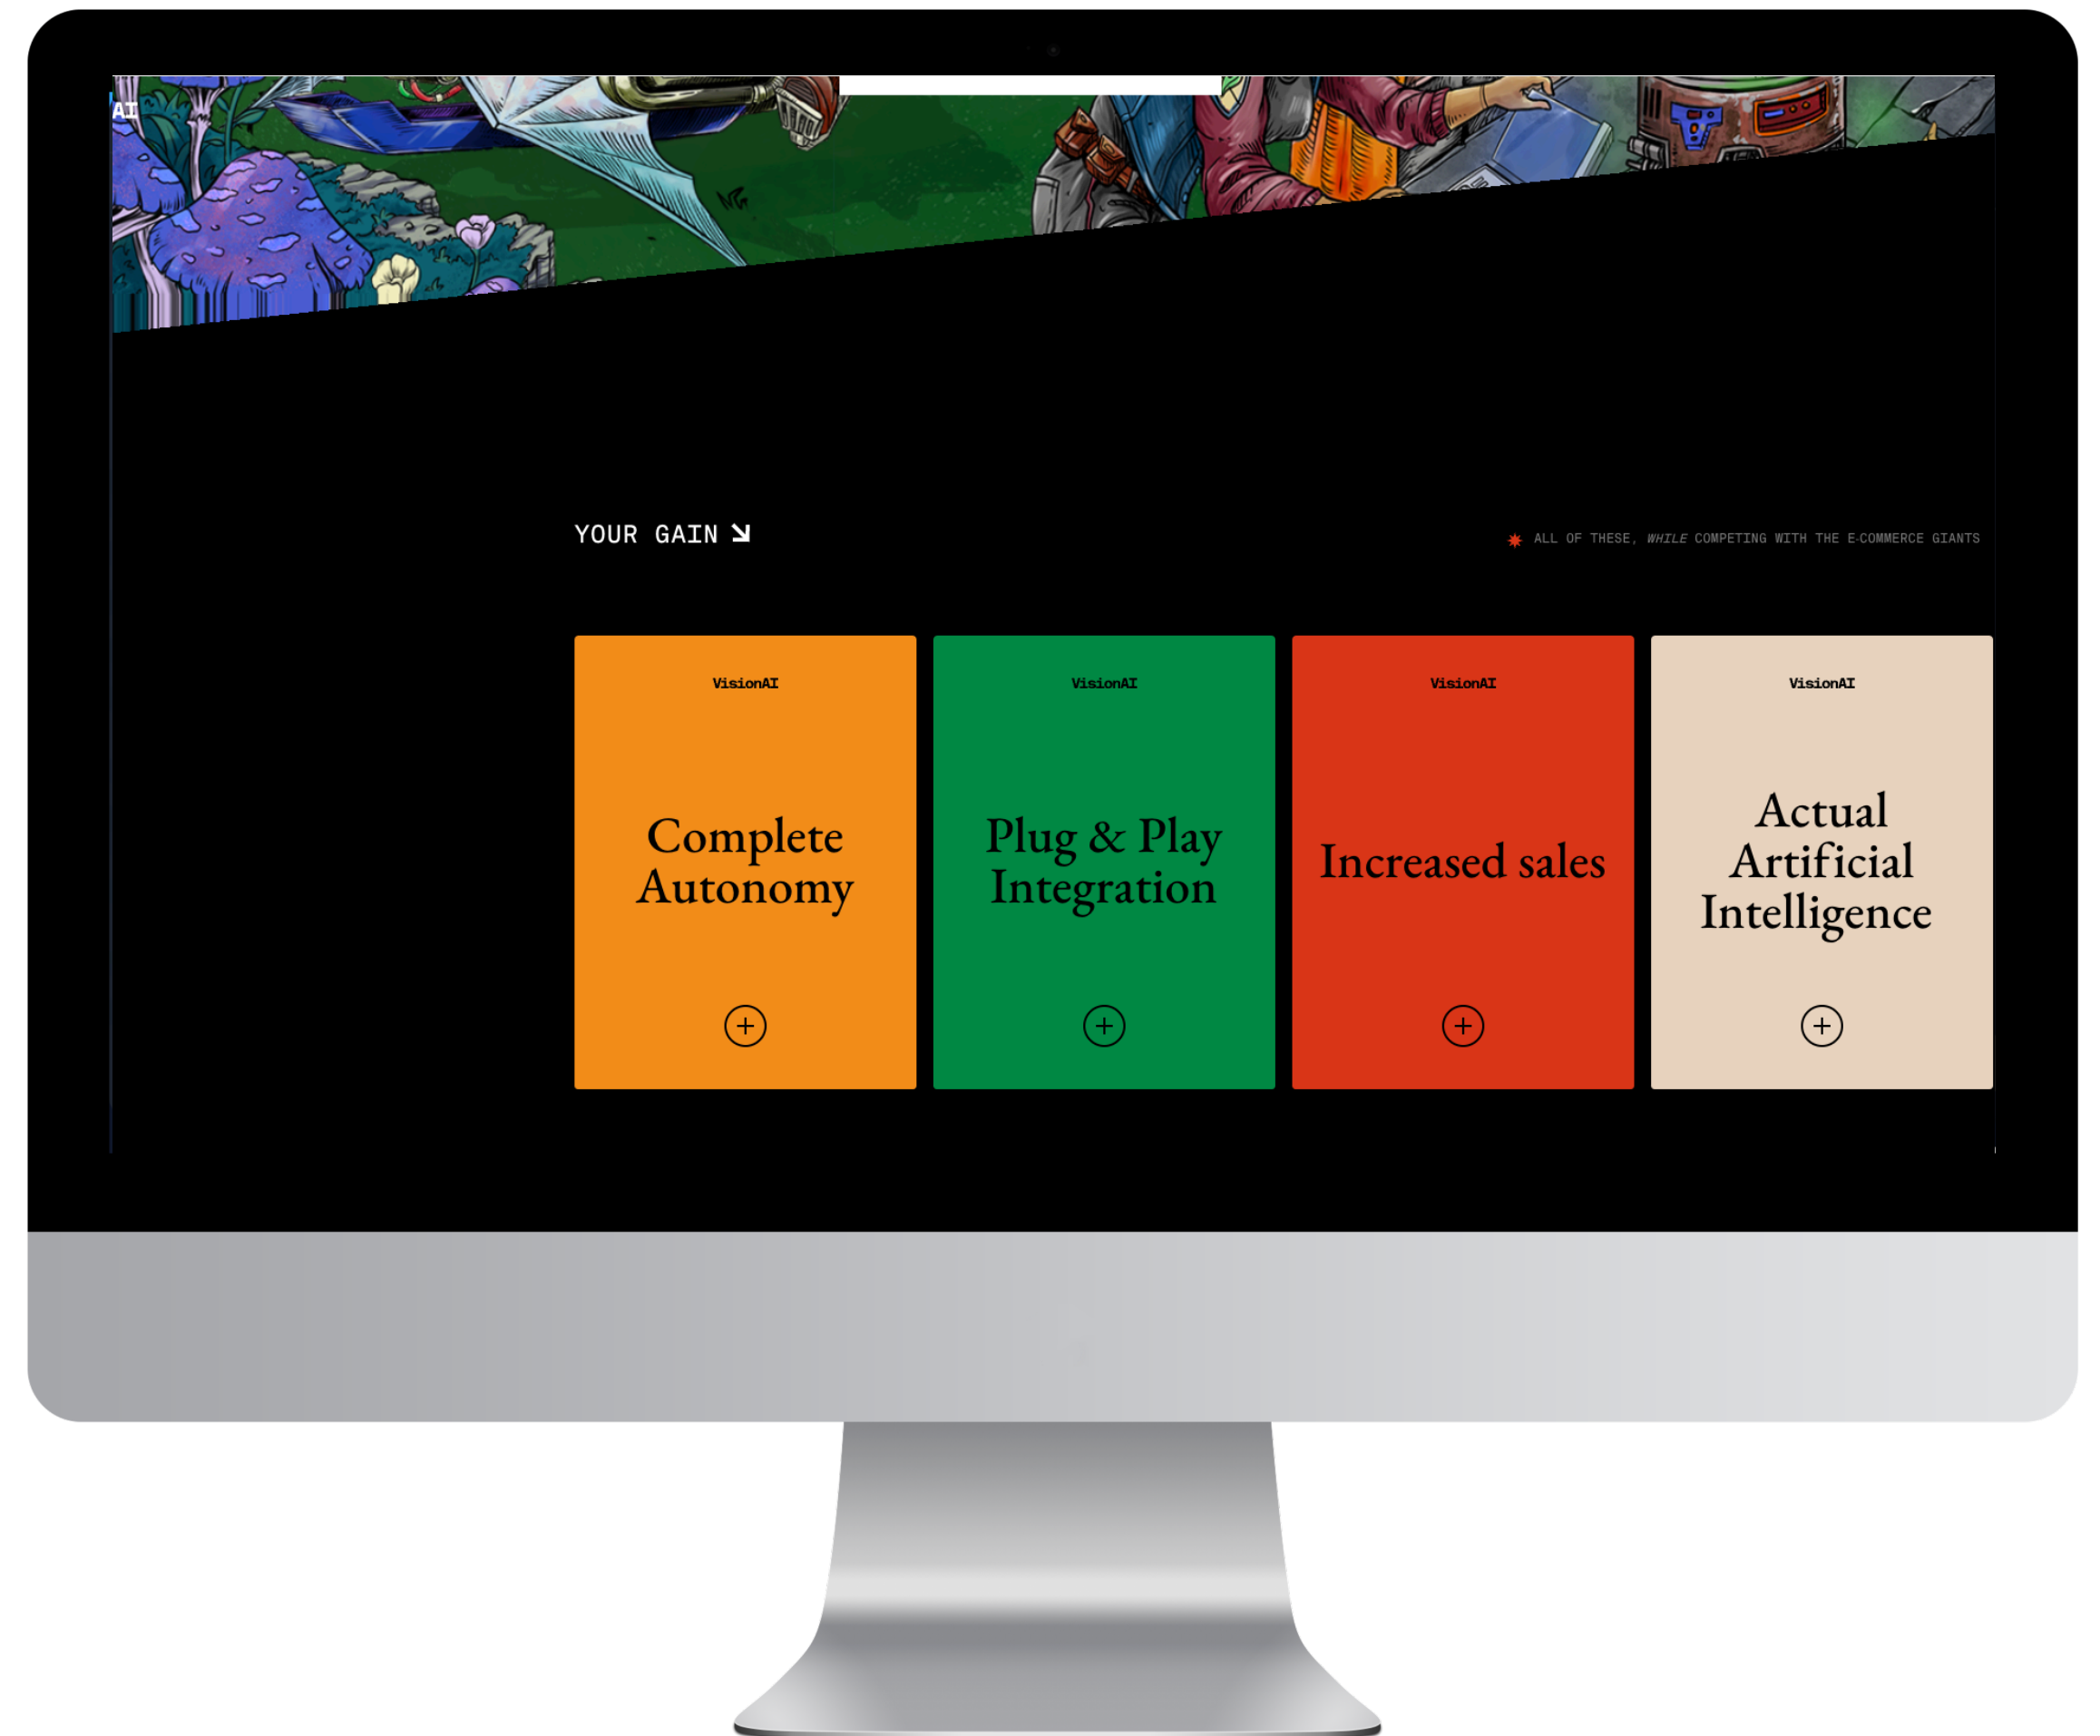 AI
YOUR GAIN
ALL OF THESE, WHILE COMPETING WITH THE E-COMMERCE GIANTS
VisionAI
Complete
Autonomy
VisionAI
Plug & Play
Integration
VisionAI
Increased sales
VisionAI
Actual
Artificial
Intelligence